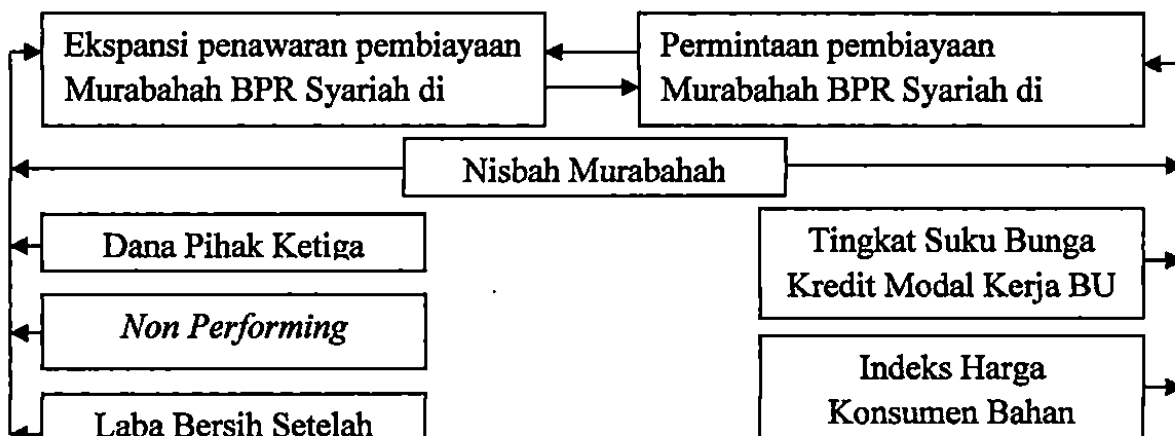 Ekspansi penawaran pembiayaan
Murabahah BPR Syariah di
Permintaan pembiayaan
Murabahah BPR Syariah di
Nisbah Murabahah
Dana Pihak Ketiga
Non Performing
Laba Bersih Setelah
Tingkat Suku Bunga
Kredit Modal Kerja BU
Indeks Harga
Konsumen Bahan